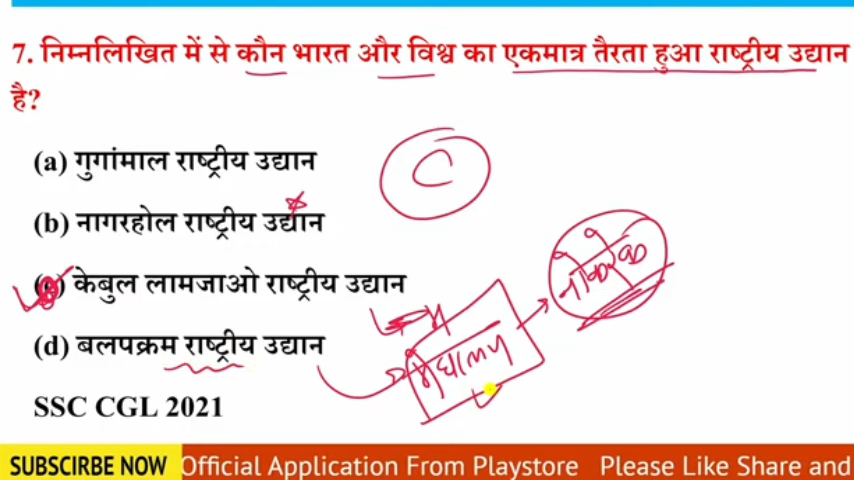 7. निम्नलिखित में से कौन भारत और विश्व का एकमात्र तैरता हुआ राष्ट्रीय उद्यान
है?
(a) गुगांमाल राष्ट्रीय उद्यान
C
(b) नागरहोल राष्ट्रीय उद्यान
(c) केबुल लामजाओ राष्ट्रीय उद्यान
नोकरेक
(d) बलपक्रम राष्ट्रीय उद्यान
मेघालय
SSC CGL 2021
SUBSCIRBE NOW Official Application From Playstore Please Like Share and